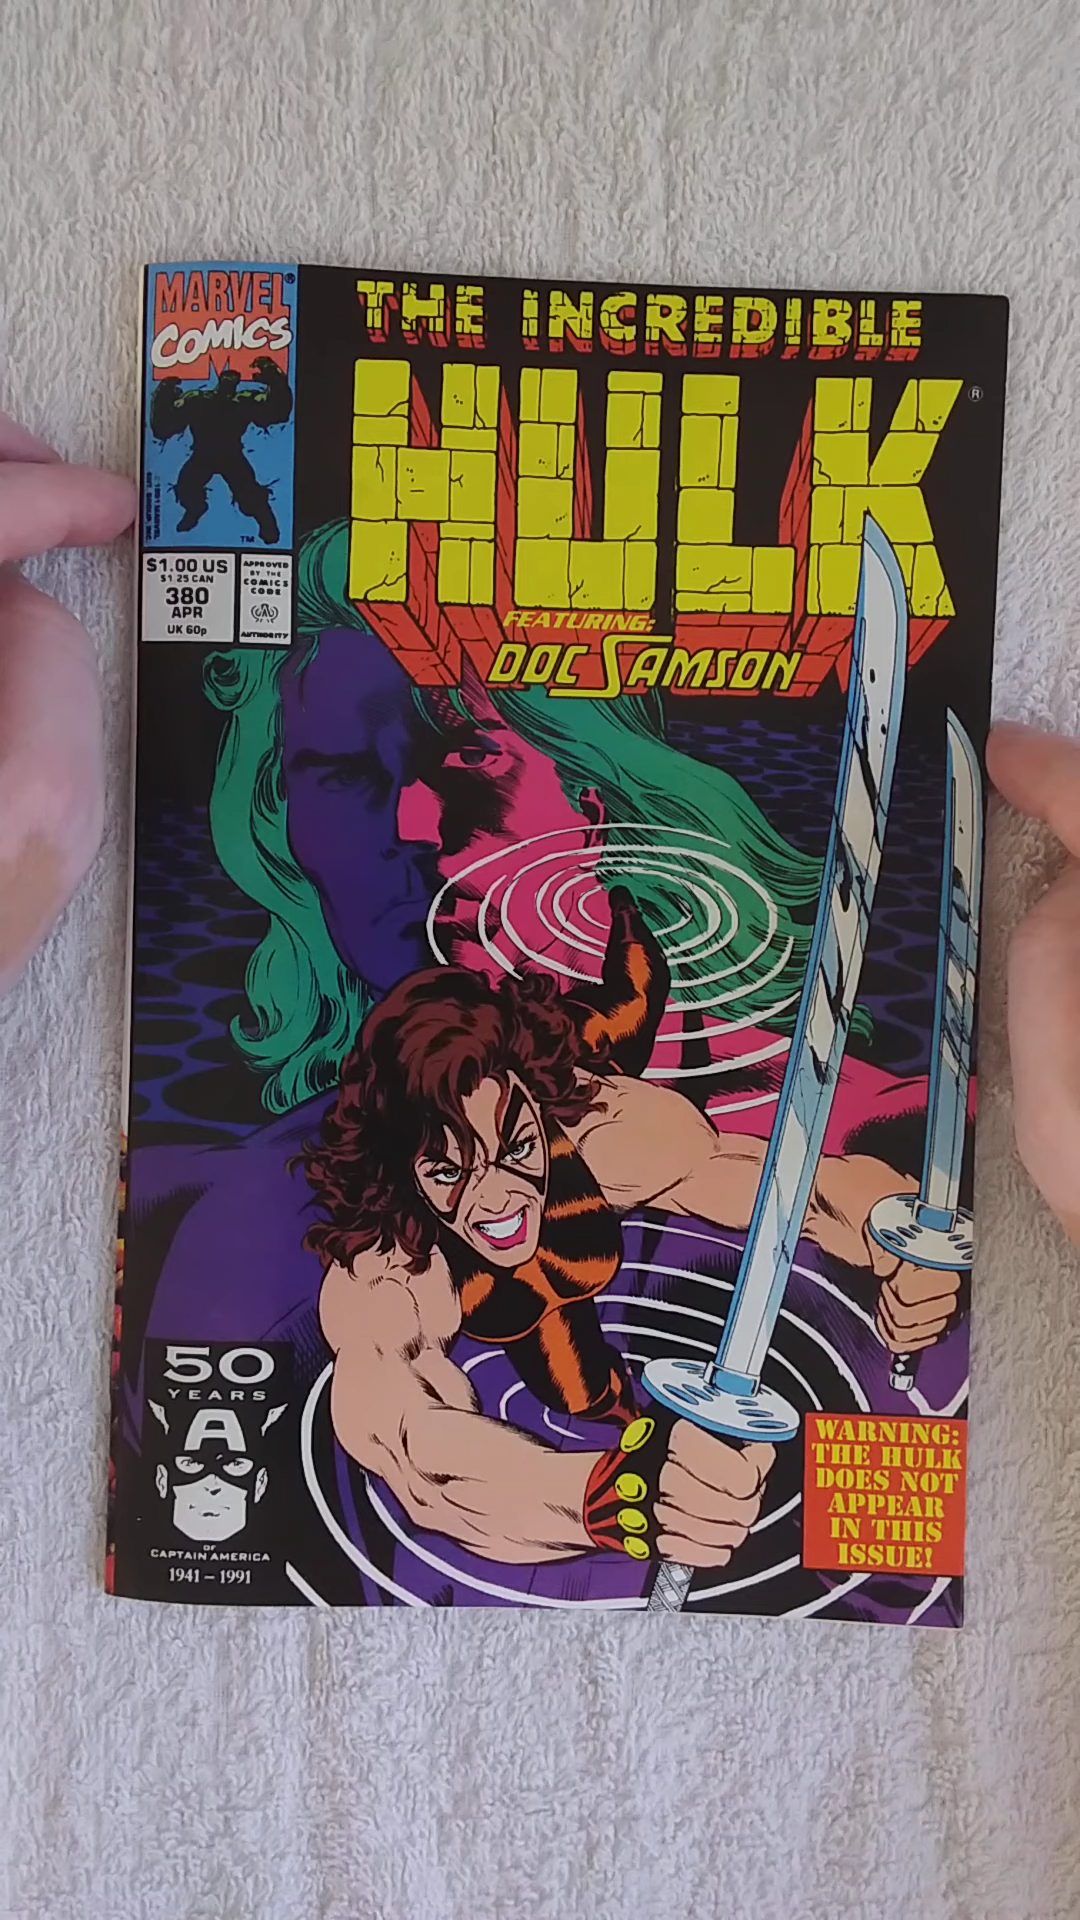 MARVEL®
COMICS
THE INCREDIBLE
HULK®
TM
$1.00 US
$1.25 CAN
380
APR
UK 60p
APPROVED
BY THE
COMICS
CODE
AUTHORITY
FEATURING:
DOC SAMSON
50
YEARS
A
OF
CAPTAIN AMERICA
1941 – 1991
WARNING:
THE HULK
DOES NOT
APPEAR
IN THIS
ISSUE!